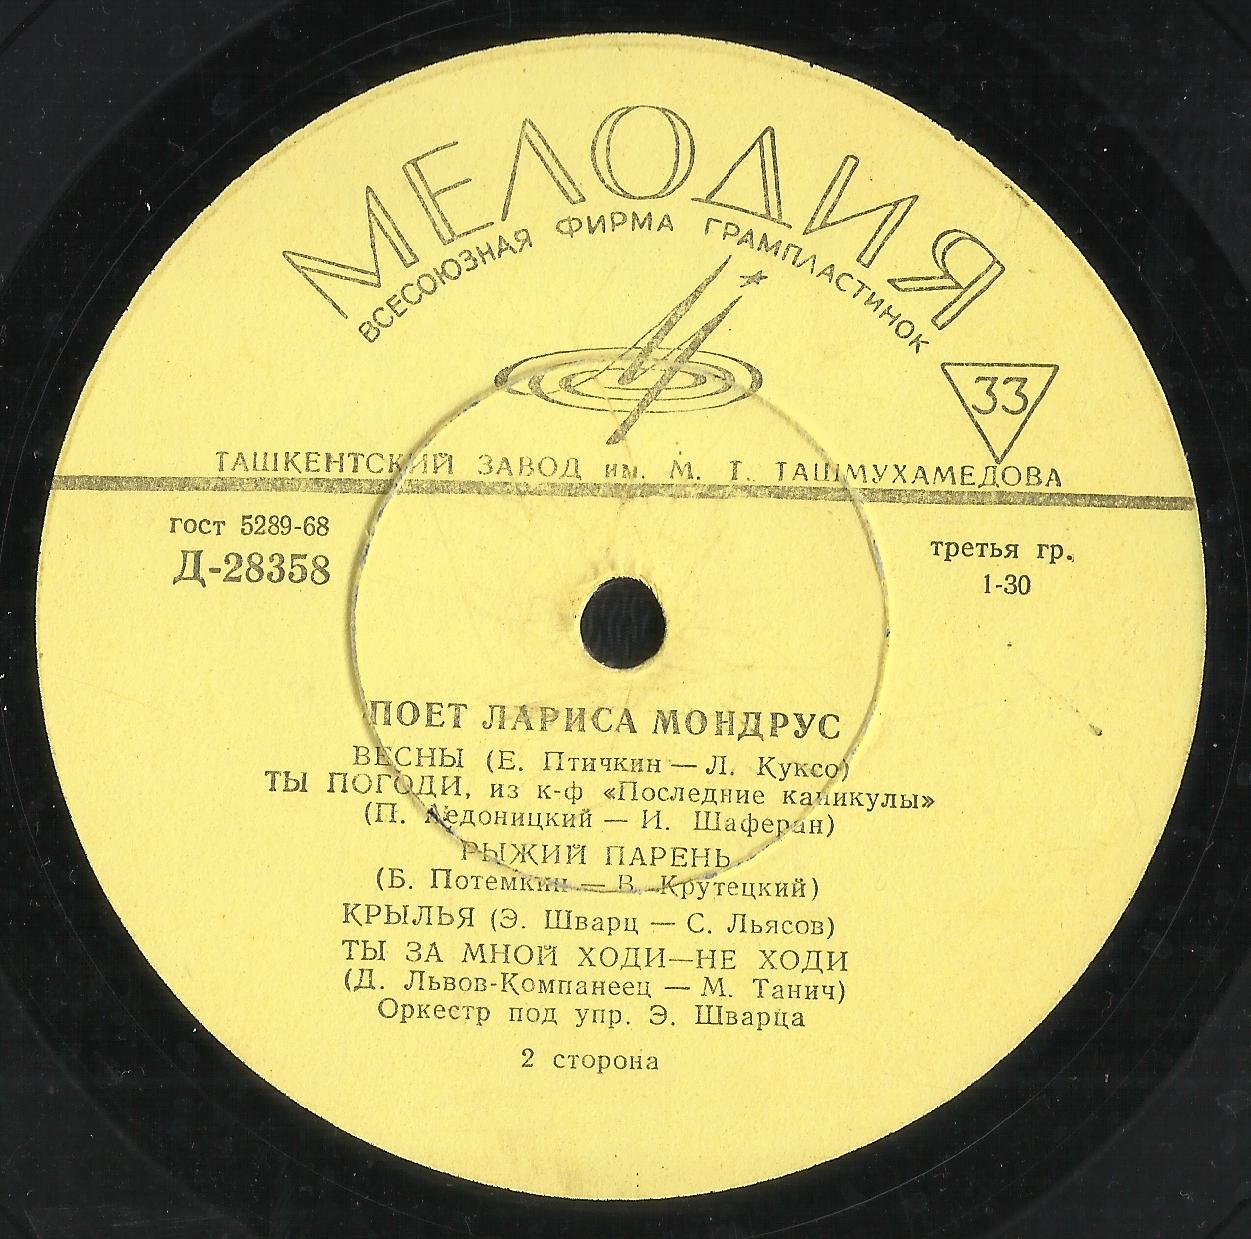 МЕЛОДИЯ
ВСЕСОЮЗНАЯ ФИРМА ГРАМПЛАСТИНОК
33
ТАШКЕНТСКИЙ ЗАВОД им. М. Т. ТАШМУХАМЕДОВА
гост 5289-68
Д-28358
третья гр.
1-30
ПОЕТ ЛАРИСА МОНДРУС
ВЕСНЫ (Е. Птичкин — Л. Куксо)
ТЫ ПОГОДИ, из к-ф «Последние каникулы»
(П. Аедоницкий — И. Шаферан)
РЫЖИЙ ПАРЕНЬ
(Б. Потемкин — В. Крутецкий)
КРЫЛЬЯ (Э. Шварц — С. Льясов)
ТЫ ЗА МНОЙ ХОДИ—НЕ ХОДИ
(Д. Львов-Компанеец — М. Танич)
Оркестр под упр. Э. Шварца
2 сторона